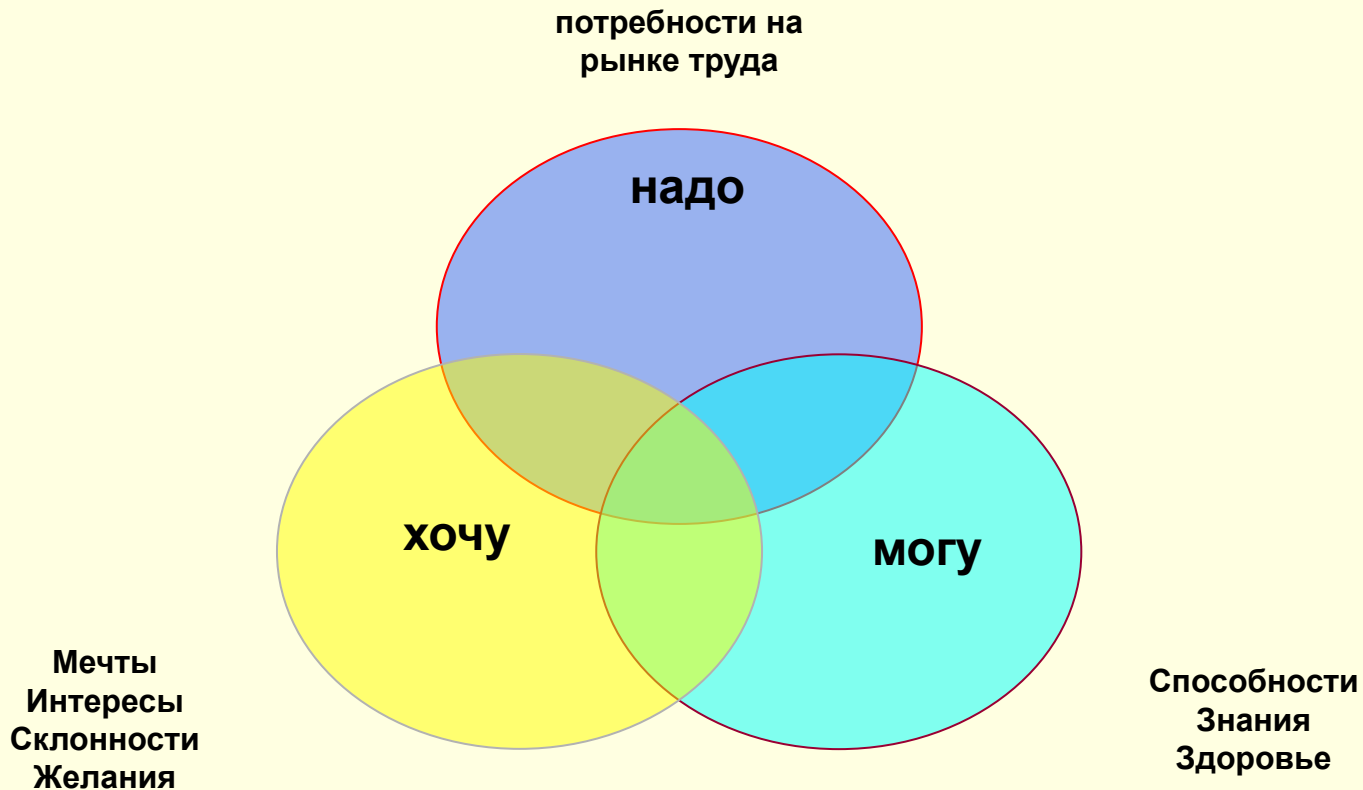 потребности на
рынке труда
надо
хочу
могу
Мечты
Интересы
Склонности
Желания
Способности
Знания
Здоровье